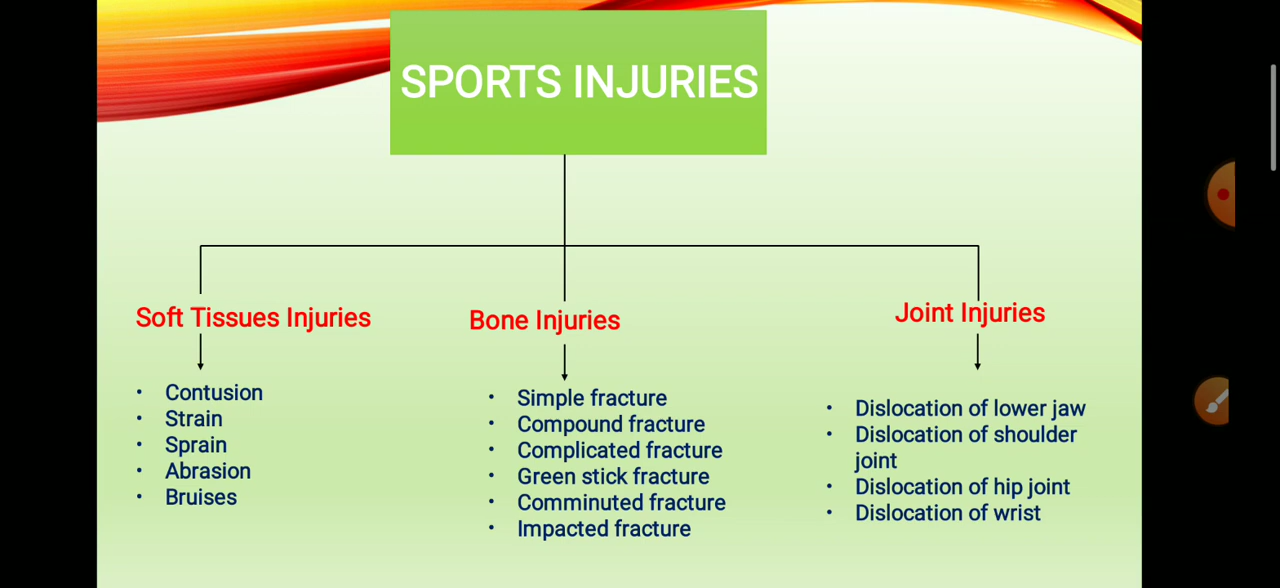 SPORTS INJURIES
Soft Tissues Injuries
Contusion
Strain
Sprain
Abrasion
Bruises
Bone Injuries
Simple fracture
Compound fracture
Complicated fracture
Green stick fracture
Comminuted fracture
Impacted fracture
Joint Injuries
Dislocation of lower jaw
Dislocation of shoulder
joint
Dislocation of hip joint
Dislocation of wrist